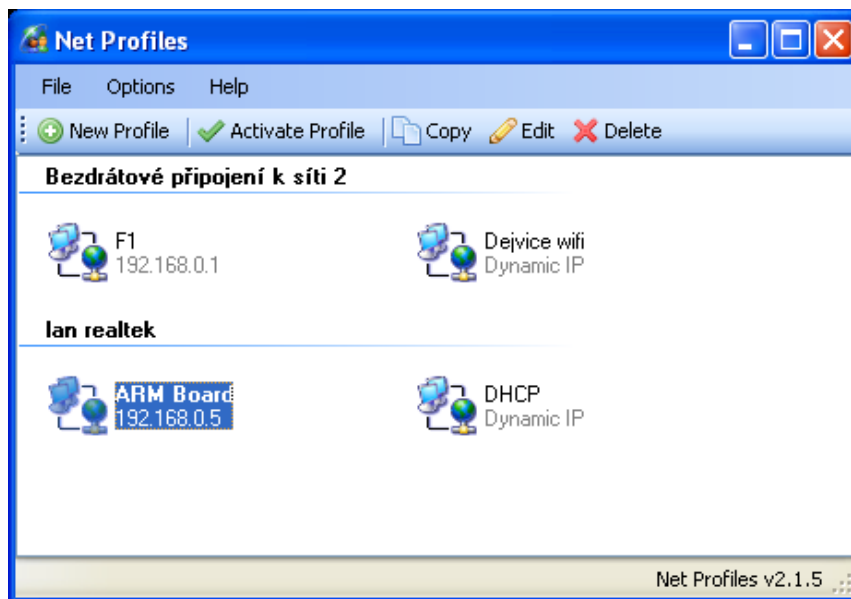 Net Profiles
File Options Help
New Profile Activate Profile Copy Edit Delete
Bezdrátové připojení k síti 2
F1 Dejvice wifi
192.168.0.1 Dynamic IP
lan realtek
ARM Board DHCP
192.168.0.5 Dynamic IP
Net Profiles v2.1.5